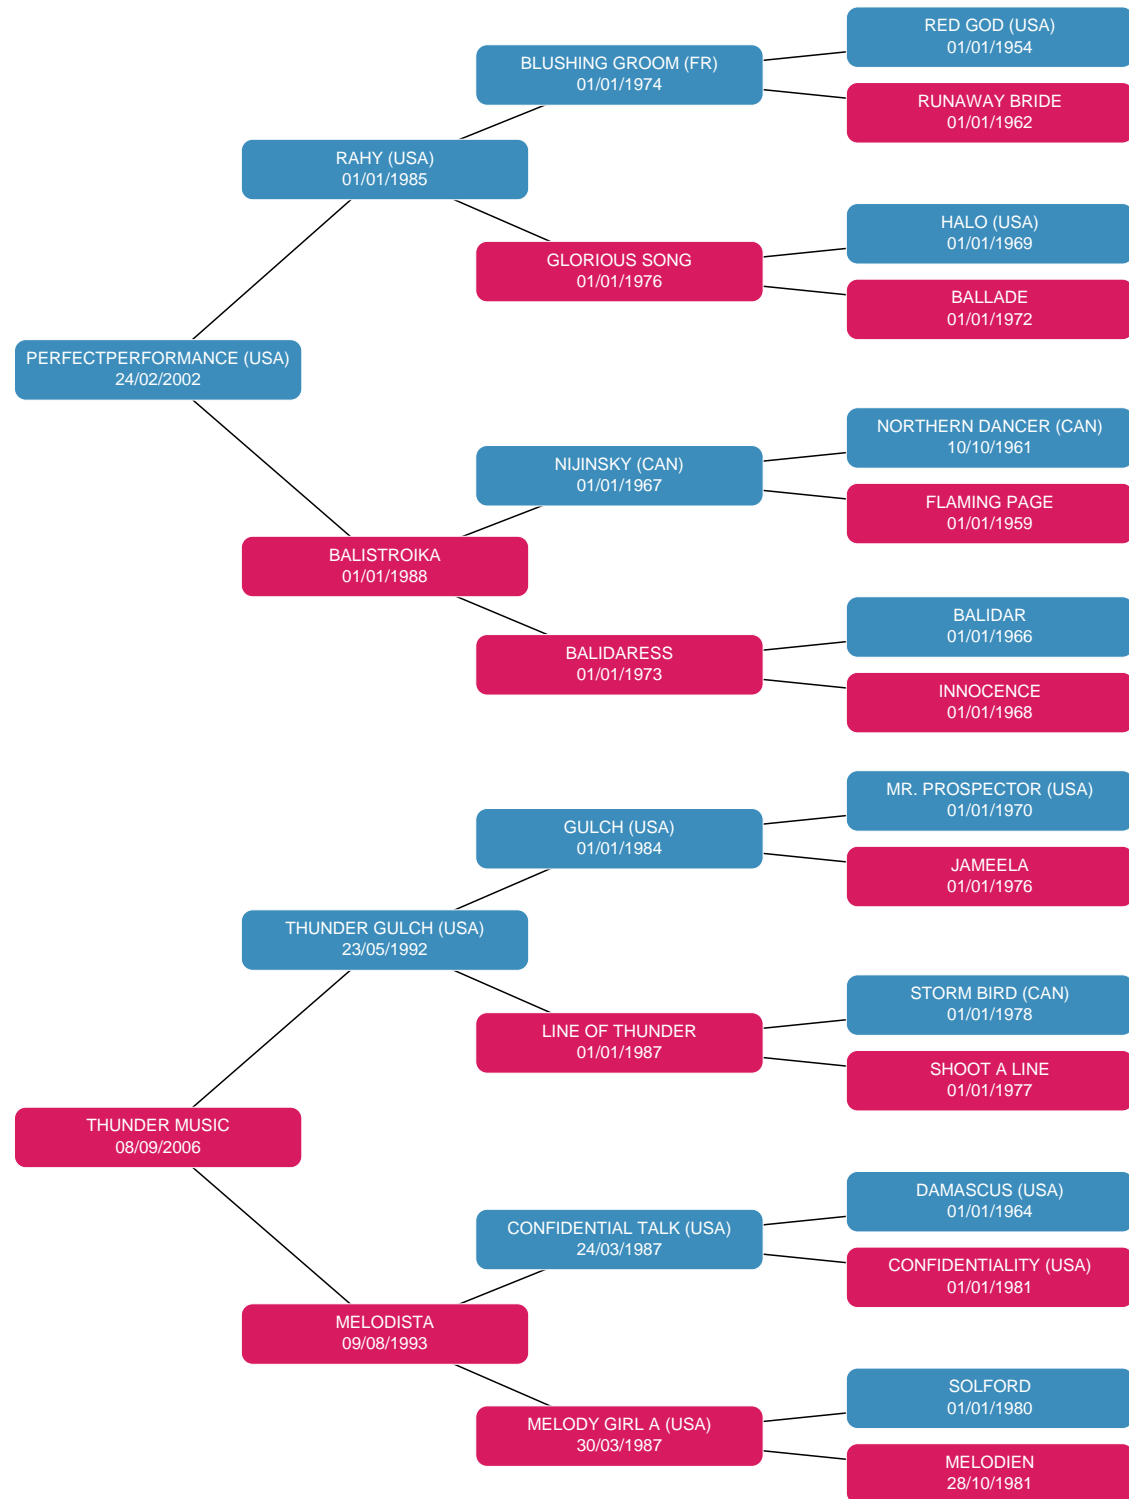 RED GOD (USA)
01/01/1954
BLUSHING GROOM (FR)
01/01/1974
RUNAWAY BRIDE
01/01/1962
RAHY (USA)
01/01/1985
HALO (USA)
01/01/1969
GLORIOUS SONG
01/01/1976
BALLADE
01/01/1972
PERFECTPERFORMANCE (USA)
24/02/2002
NORTHERN DANCER (CAN)
10/10/1961
NIJINSKY (CAN)
01/01/1967
FLAMING PAGE
01/01/1959
BALISTROIKA
01/01/1988
BALIDAR
01/01/1966
BALIDARESS
01/01/1973
INNOCENCE
01/01/1968
MR. PROSPECTOR (USA)
01/01/1970
GULCH (USA)
01/01/1984
JAMEELA
01/01/1976
THUNDER GULCH (USA)
23/05/1992
STORM BIRD (CAN)
01/01/1978
LINE OF THUNDER
01/01/1987
SHOOT A LINE
01/01/1977
THUNDER MUSIC
08/09/2006
DAMASCUS (USA)
01/01/1964
CONFIDENTIAL TALK (USA)
24/03/1987
CONFIDENTIALITY (USA)
01/01/1981
MELODISTA
09/08/1993
SOLFORD
01/01/1980
MELODY GIRL A (USA)
30/03/1987
MELODIEN
28/10/1981